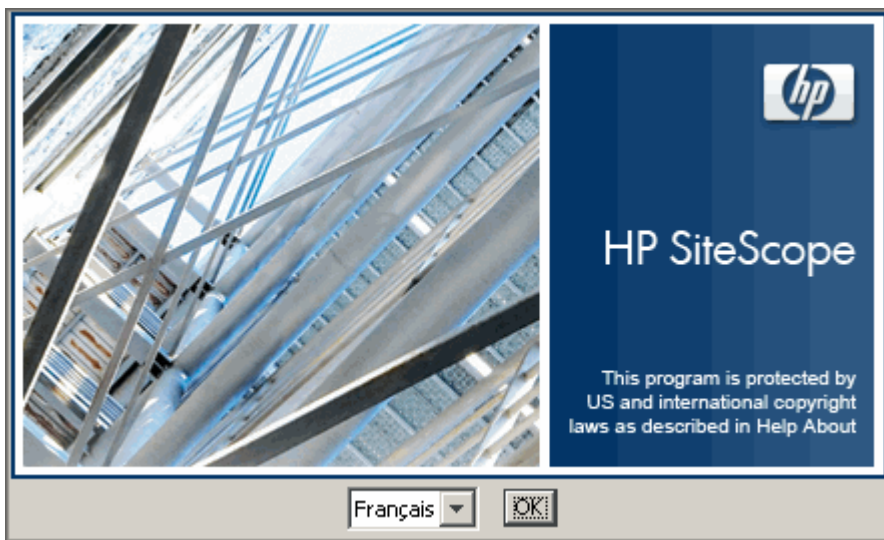 hp
HP SiteScope
This program is protected by
US and international copyright
laws as described in Help About
Français
OK